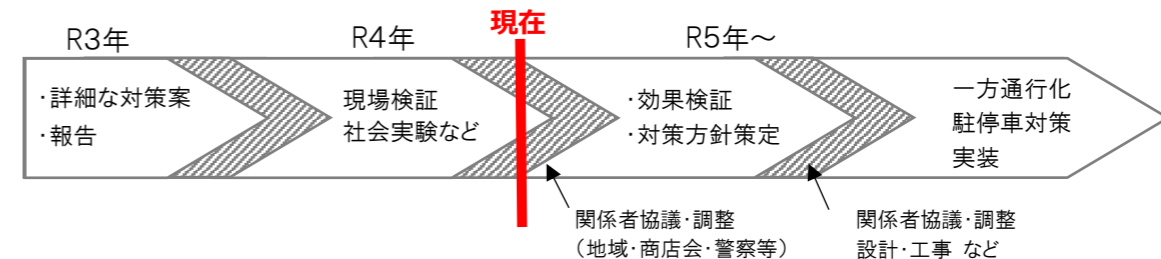 R3年
R4年
現在
R5年～
・詳細な対策案
・報告
現場検証
社会実験など
・効果検証
・対策方針策定
一方通行化
駐停車対策
実装
関係者協議・調整
（地域・商店会・警察等）
関係者協議・調整
設計・工事 など